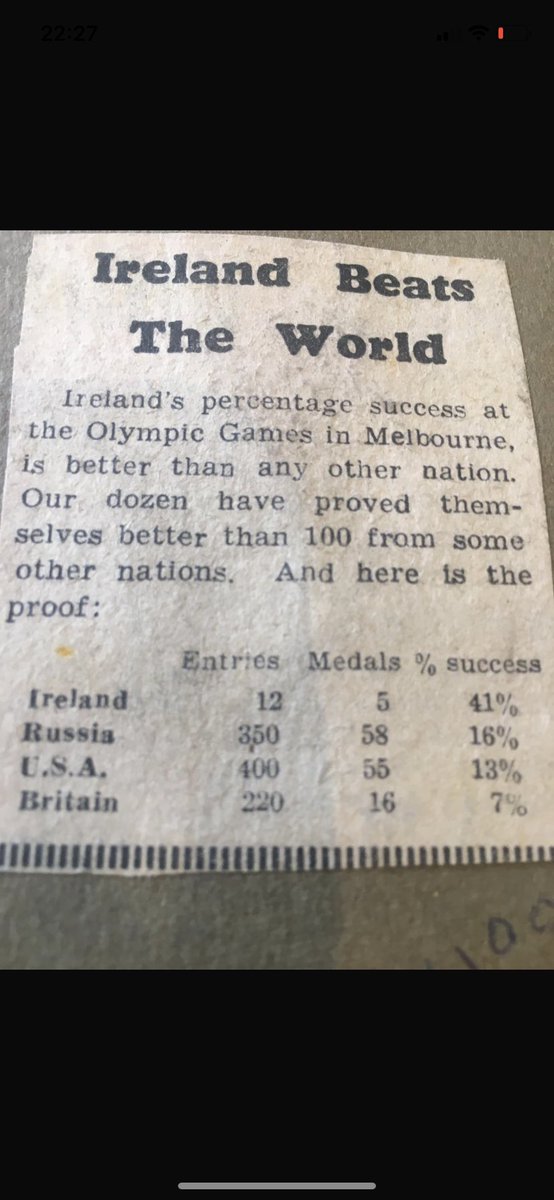 22:27
Ireland Beats
The World
Ireland's percentage success at
the Olympic Games in Melbourne,
is better than any other nation.
Our dozen have proved them-
selves better than 100 from some
other nations. And here is the
proof:
Entries Medals % success
Ireland 12 5 41%
Russia 350 58 16%
U.S.A. 400 55 13%
Britain 220 16 7%